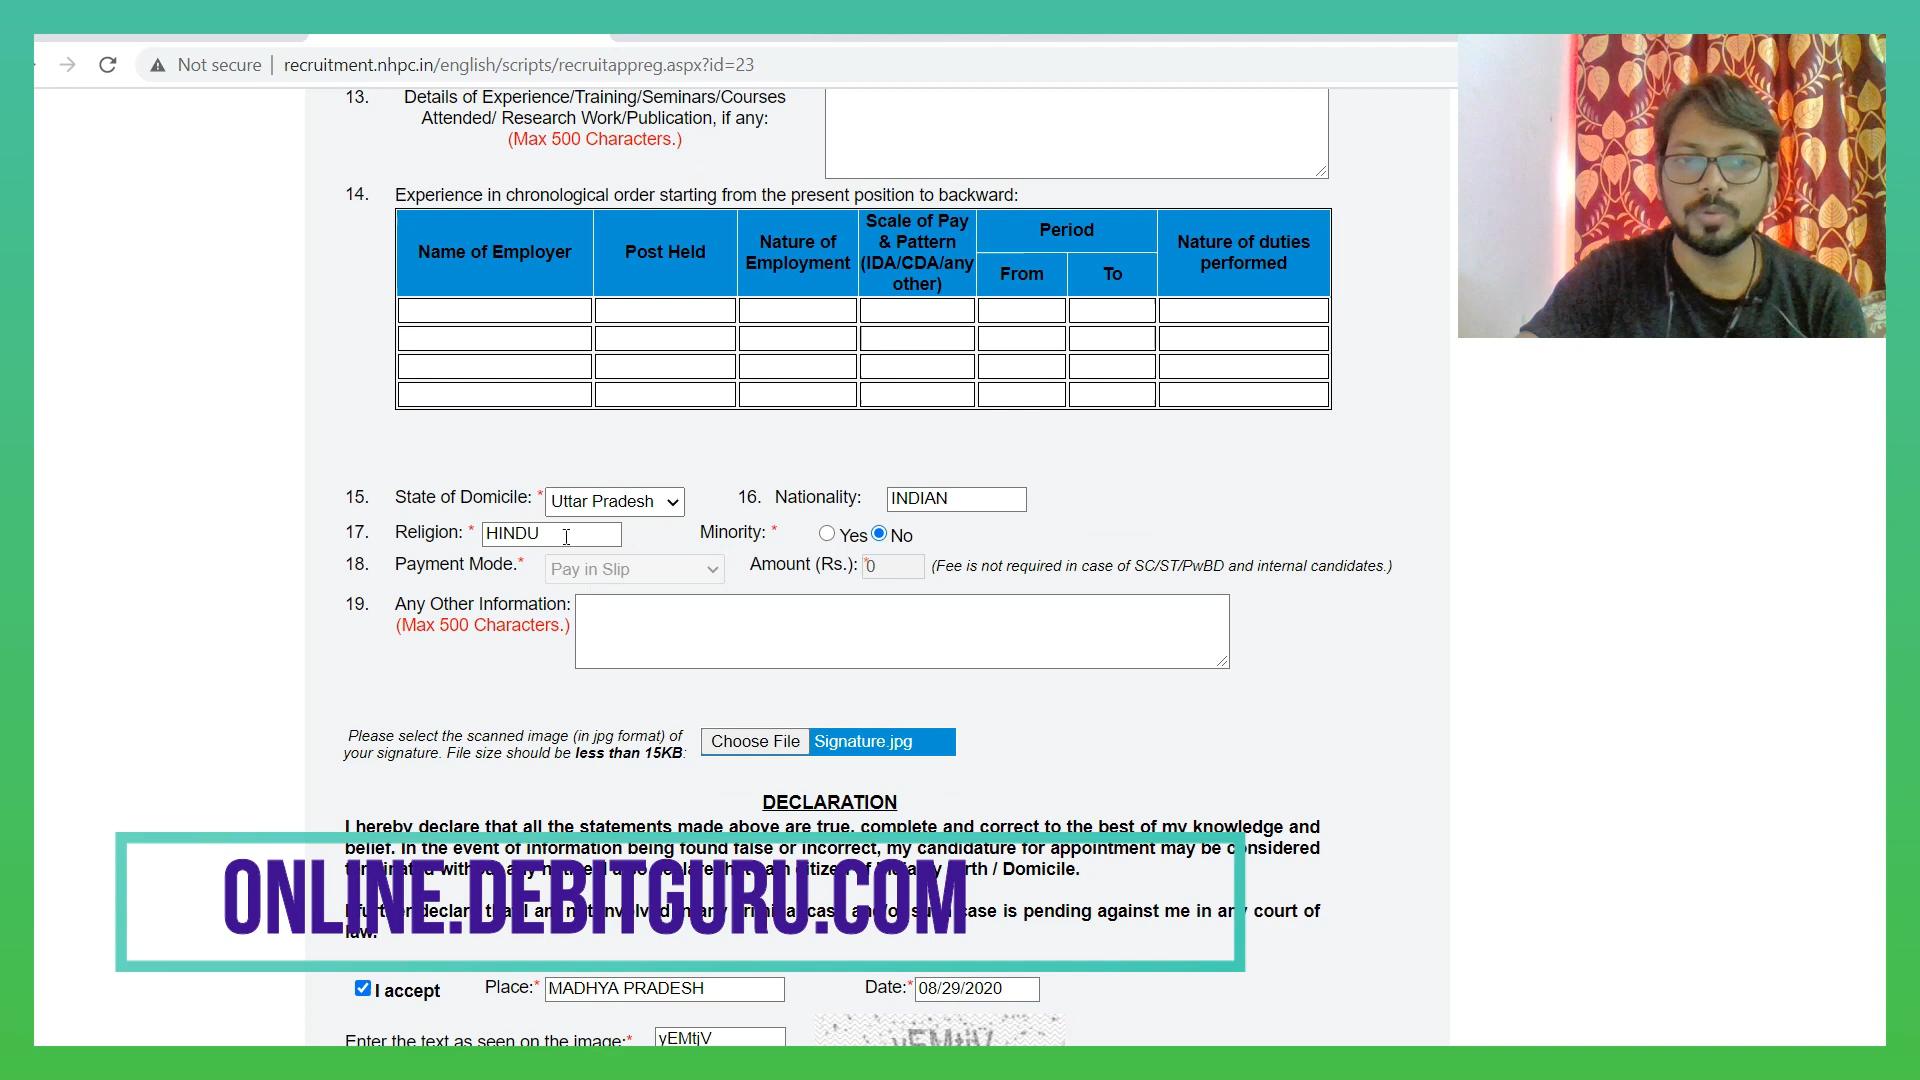 Not secure | recruitment.nhpc.in/english/scripts/recruitappreg.aspx?id=23
13. Details of Experience/Training/Seminars/Courses
Attended/ Research Work/Publication, if any:
(Max 500 Characters.)
14. Experience in chronological order starting from the present position to backward:
Name of Employer Post Held Nature of Employment Scale of Pay & Pattern (IDA/CDA/any other) Period From To Nature of duties performed
15. State of Domicile: * Uttar Pradesh 16. Nationality: INDIAN
17. Religion: * HINDU Minority: * Yes No
18. Payment Mode.* Pay in Slip Amount (Rs.): * 0 (Fee is not required in case of SC/ST/PwBD and internal candidates.)
19. Any Other Information:
(Max 500 Characters.)
Please select the scanned image (in jpg format) of
your signature. File size should be less than 15KB: Choose File Signature.jpg
DECLARATION
I hereby declare that all the statements made above are true, complete and correct to the best of my knowledge and
belief. In the event of information being found false or incorrect, my candidature for appointment may be considered
/ Domicile.
ONLINE.DEBITGURU.COM
declare case is pending against me in any court of
law.
I accept Place:* MADHYA PRADESH Date:* 08/29/2020
Enter the text as seen on the image:* yEMtjV
yEMtjV